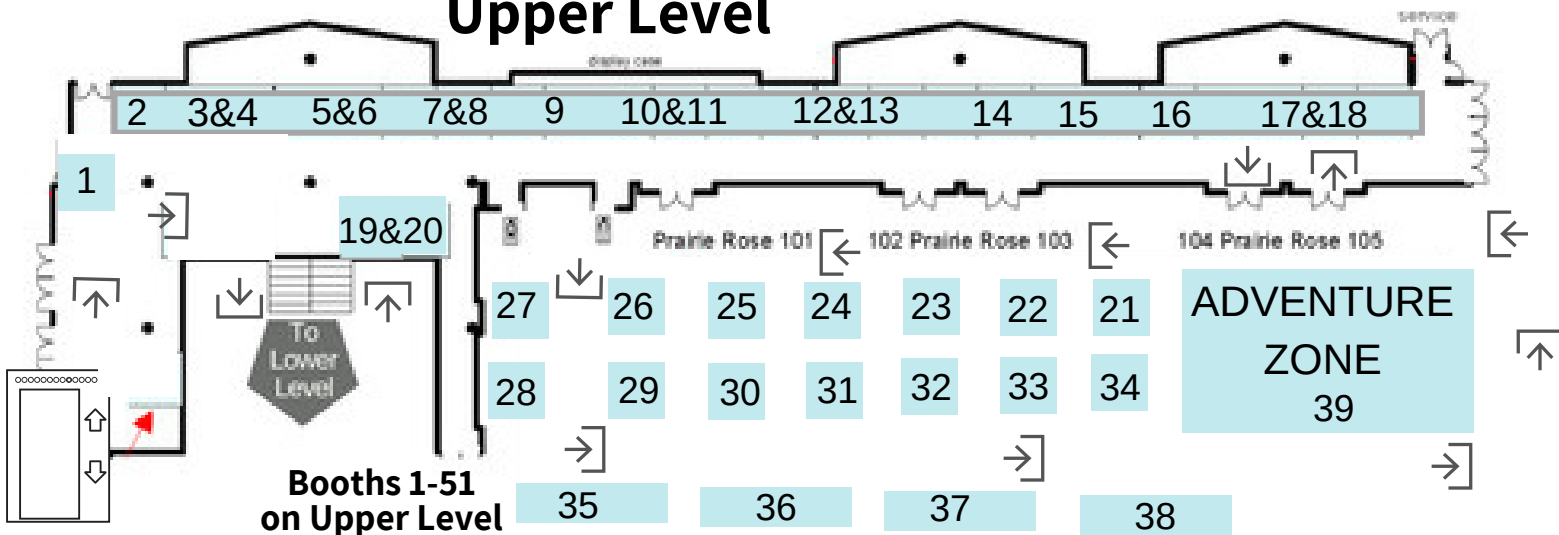 Upper Level
service
display case
2 3&4 5&6 7&8 9 10&11 12&13 14 15 16 17&18
1
19&20
Prairie Rose 101 102 Prairie Rose 103 104 Prairie Rose 105
27 26 25 24 23 22 21
ADVENTURE
ZONE
39
To
Lower
Level
28 29 30 31 32 33 34
Booths 1-51
on Upper Level
35 36 37 38